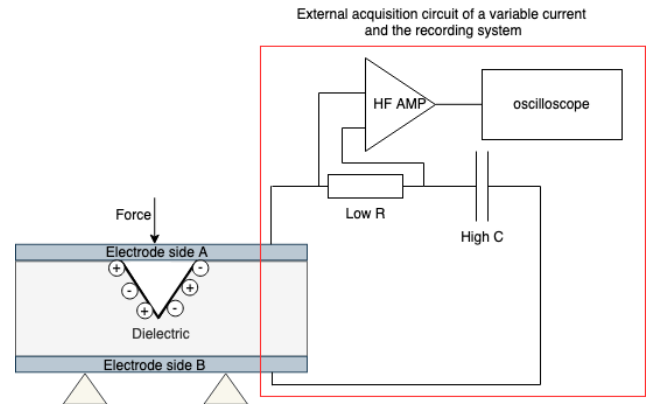 External acquisition circuit of a variable current
and the recording system
HF AMP
oscilloscope
Low R
High C
Force
Electrode side A
+
-
-
+
+
-
Dielectric
Electrode side B